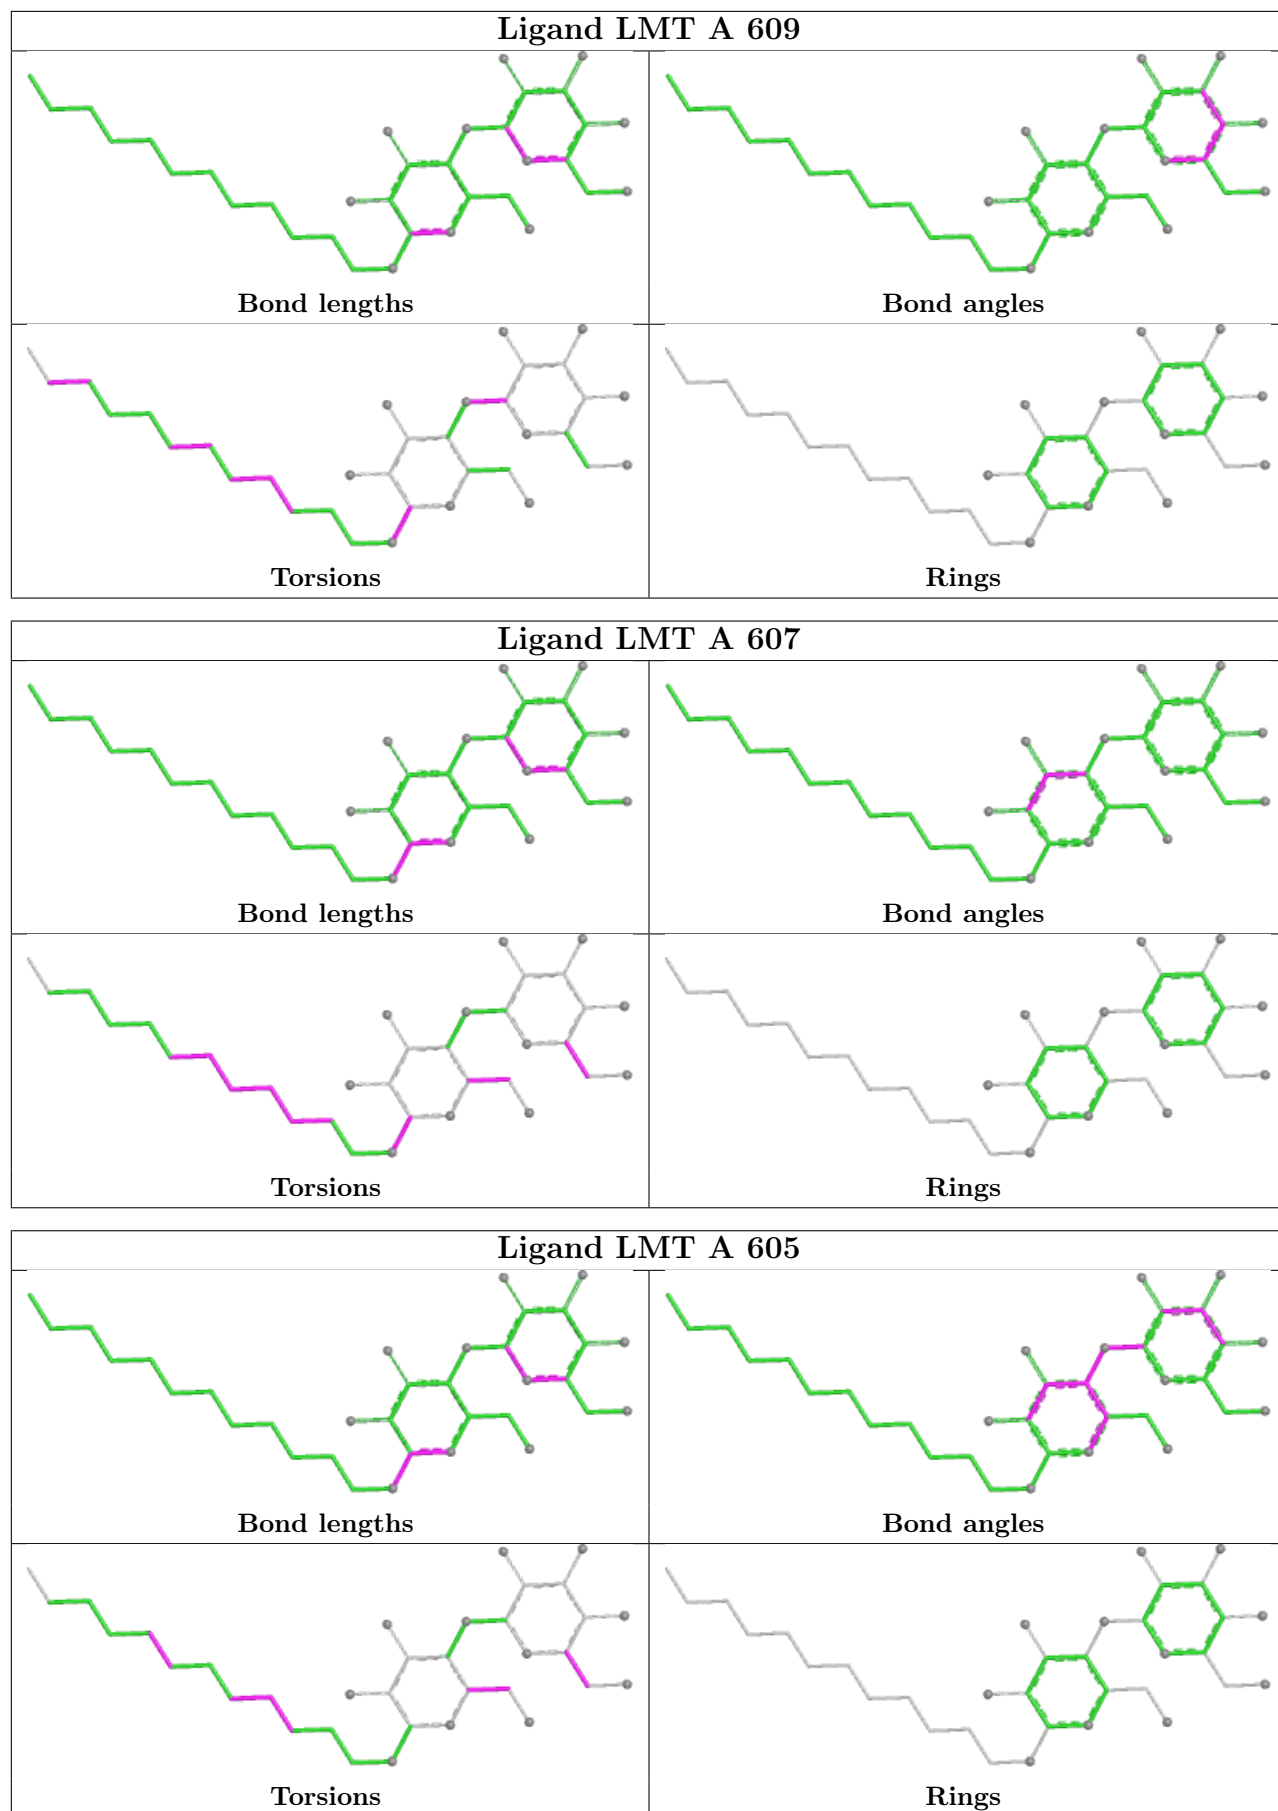 Ligand LMT A 609
Bond lengths
Bond angles
Torsions
Rings
Ligand LMT A 607
Bond lengths
Bond angles
Torsions
Rings
Ligand LMT A 605
Bond lengths
Bond angles
Torsions
Rings